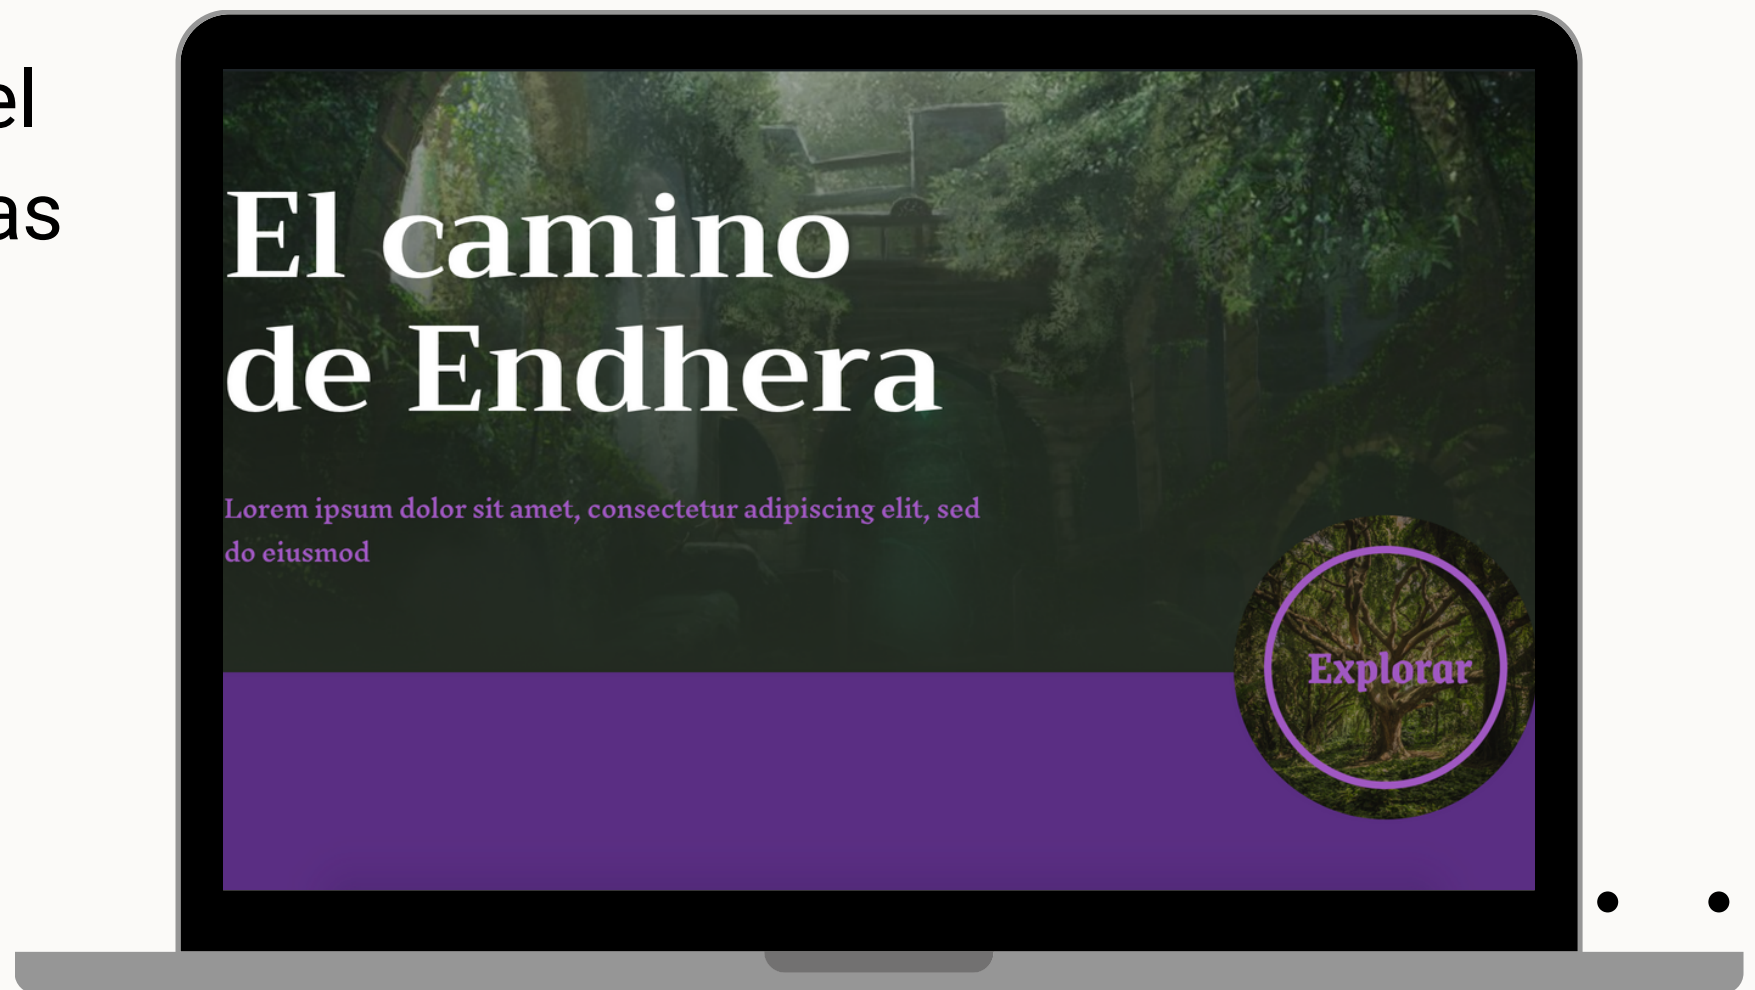 el
as
El camino
de Endhera
Lorem ipsum dolor sit amet, consectetur adipiscing elit, sed
do eiusmod
Explorar